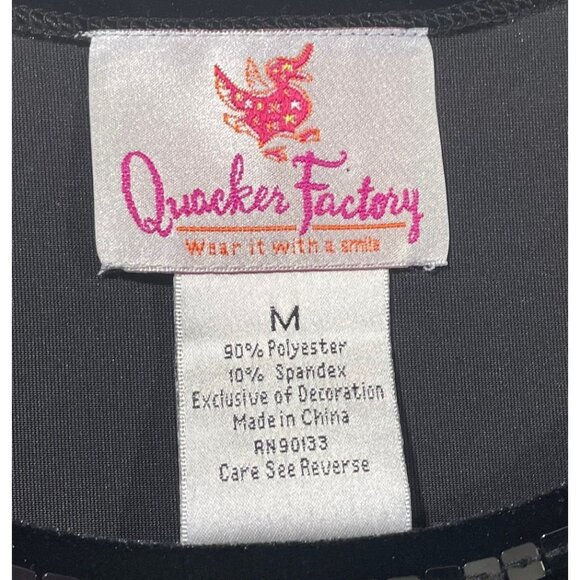 Quacker Factory
Wear it with a smile
M
90% Polyester
10% Spandex
Exclusive of Decoration
Made in China
RN90133
Care See Reverse